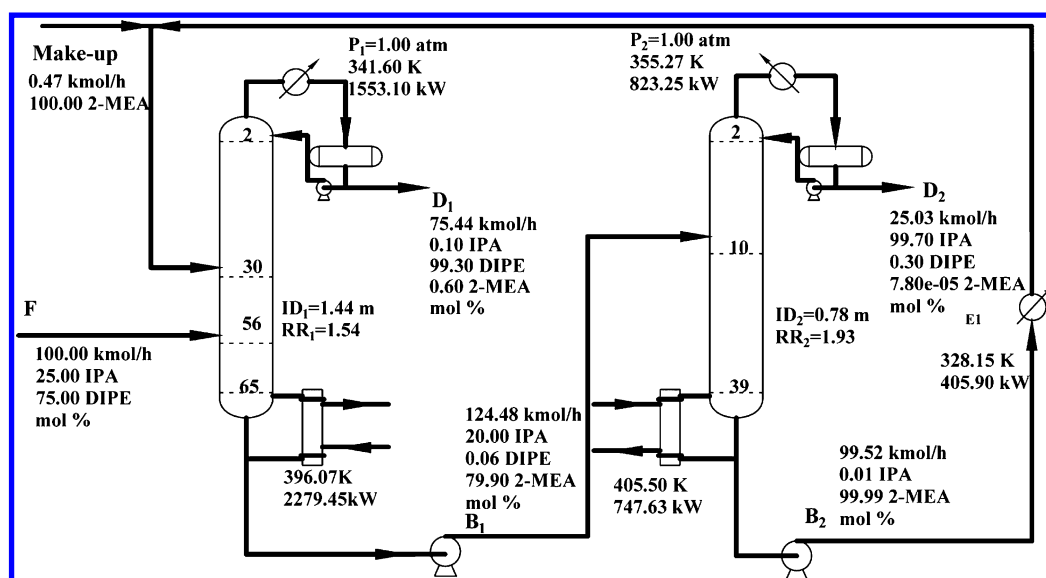 Make-up
0.47 kmol/h
100.00 2-MEA
P1=1.00 atm
341.60 K
1553.10 kW
2
D1
75.44 kmol/h
0.10 IPA
99.30 DIPE
0.60 2-MEA
mol %
30
56
65
ID1=1.44 m
RR1=1.54
F
100.00 kmol/h
25.00 IPA
75.00 DIPE
mol %
396.07K
2279.45kW
B1
124.48 kmol/h
20.00 IPA
0.06 DIPE
79.90 2-MEA
mol %
P2=1.00 atm
355.27 K
823.25 kW
2
D2
25.03 kmol/h
99.70 IPA
0.30 DIPE
7.80e-05 2-MEA
mol %
10
ID2=0.78 m
RR2=1.93
39
E1
328.15 K
405.90 kW
405.50 K
747.63 kW
B2
99.52 kmol/h
0.01 IPA
99.99 2-MEA
mol %